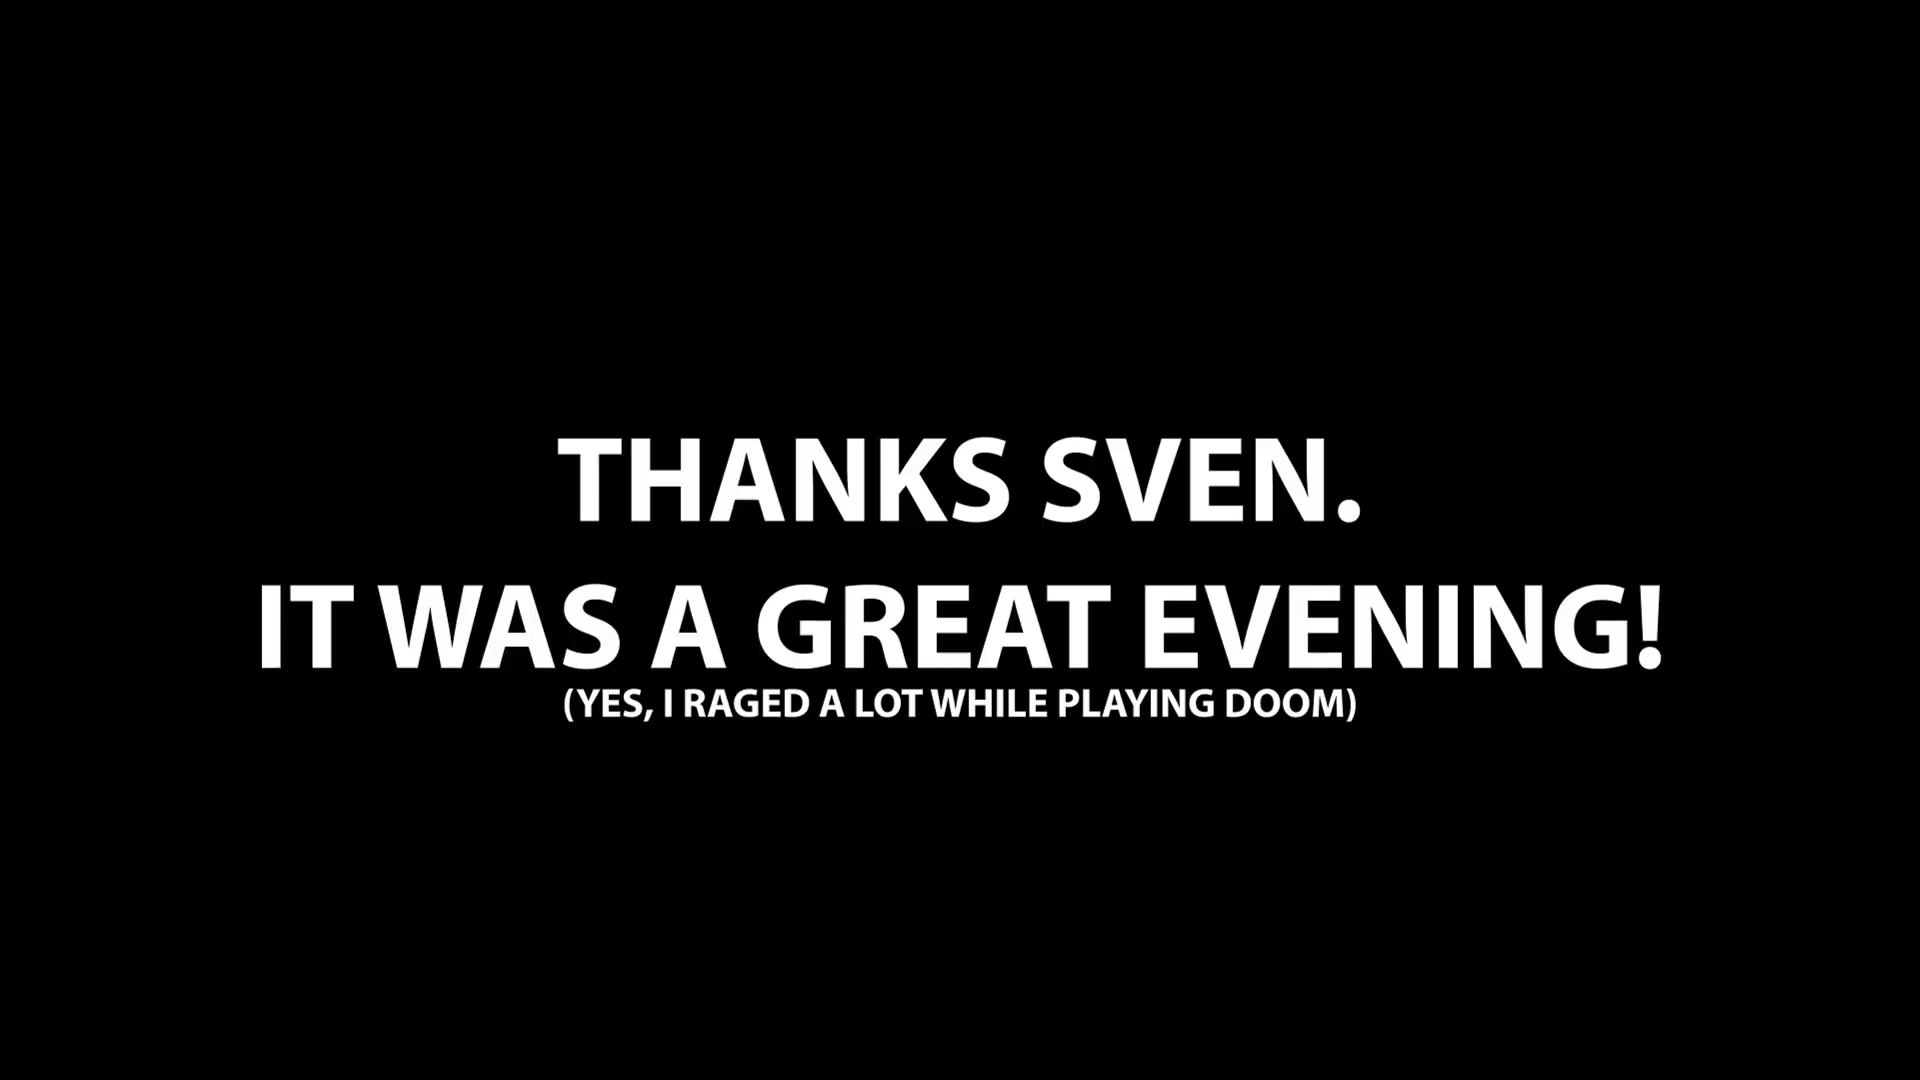 THANKS SVEN.
IT WAS A GREAT EVENING!
(YES, I RAGED A LOT WHILE PLAYING DOOM)